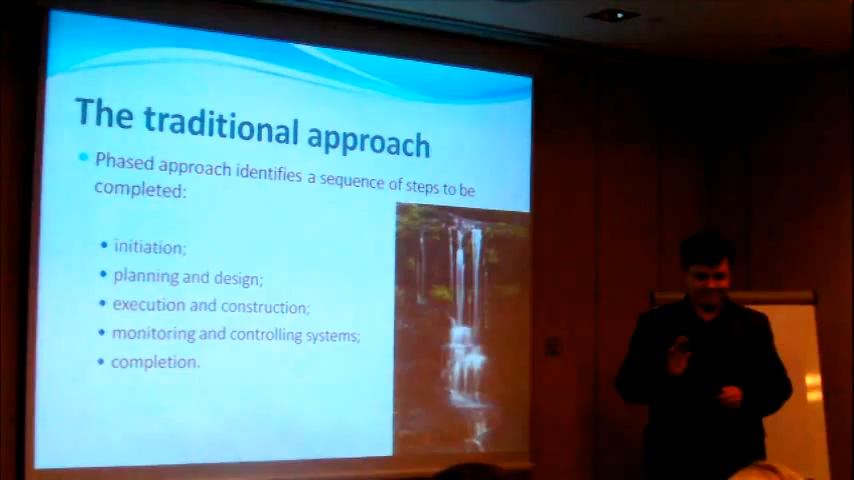 The traditional approach
Phased approach identifies a sequence of steps to be
completed:
initiation;
planning and design;
execution and construction;
monitoring and controlling systems;
completion.